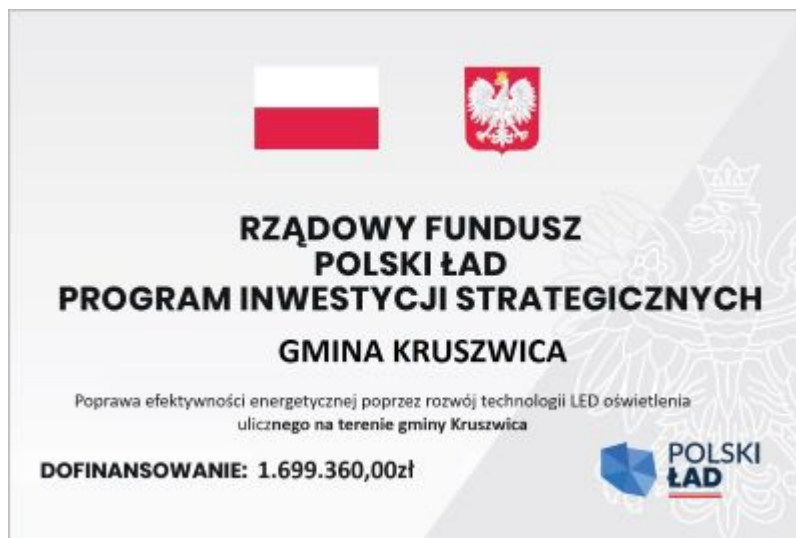 RZĄDOWY FUNDUSZ
POLSKI ŁAD
PROGRAM INWESTYCJI STRATEGICZNYCH
GMINA KRUSZWICA
Poprawa efektywności energetycznej poprzez rozwój technologii LED oświetlenia
ulicznego na terenie gminy Kruszwica
DOFINANSOWANIE: 1.699.360,00zł
POLSKI
ŁAD